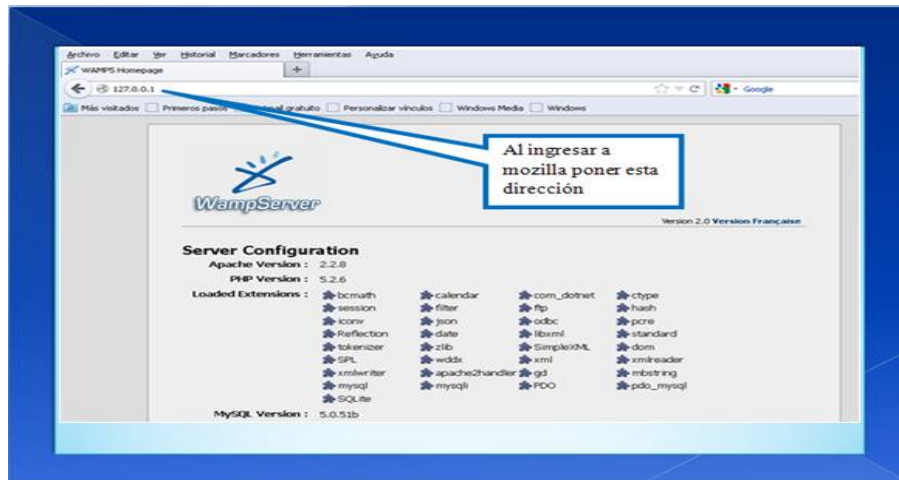 Archivo Editar Ver Historial Marcadores Herramientas Ayuda
WAMPS Homepage
127.0.0.1
Google
Más visitados Primeros pasos gratuito Personalizar vínculos Windows Media Windows
Al ingresar a
mozilla poner esta
dirección
WampServer
Version 2.0 Version Française
Server Configuration
Apache Version : 2.2.8
PHP Version : 5.2.6
Loaded Extensions : bcmath calendar com_dotnet ctype
session filter ftp hash
iconv json odbc pcre
Reflection date libxml standard
tokenizer zlib SimpleXML dom
SPL wddx xml xmlreader
xmlwriter apache2handler gd mbstring
mysql mysqli PDO pdo_mysql
SQLite
MySQL Version : 5.0.51b